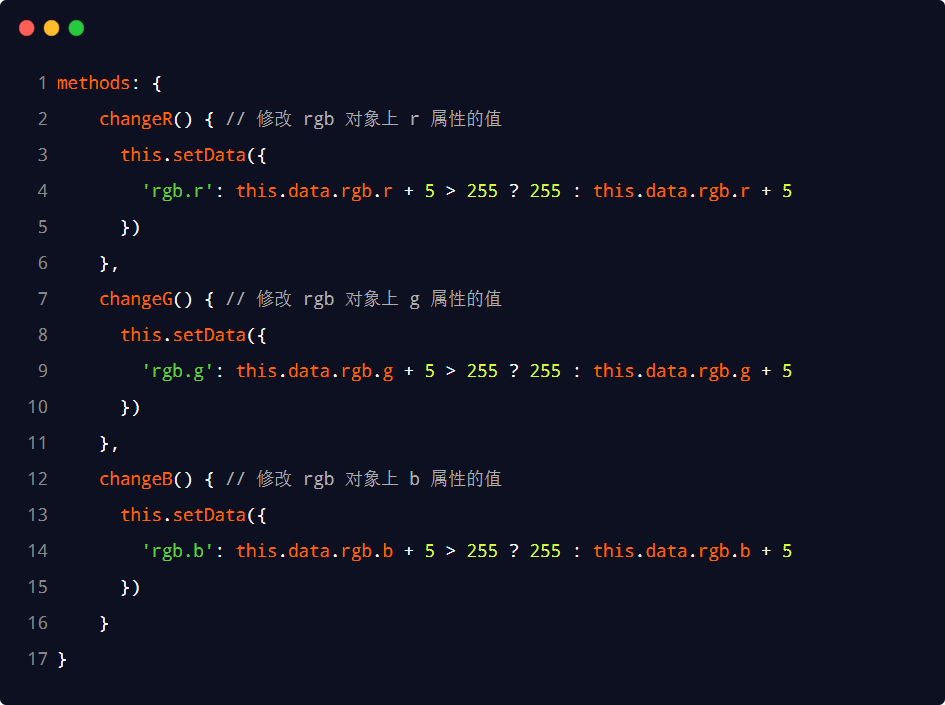 1 methods: {
2 changeR() { // 修改 rgb 对象上 r 属性的值
3 this.setData({
4 'rgb.r': this.data.rgb.r + 5 > 255 ? 255 : this.data.rgb.r + 5
5 })
6 },
7 changeG() { // 修改 rgb 对象上 g 属性的值
8 this.setData({
9 'rgb.g': this.data.rgb.g + 5 > 255 ? 255 : this.data.rgb.g + 5
10 })
11 },
12 changeB() { // 修改 rgb 对象上 b 属性的值
13 this.setData({
14 'rgb.b': this.data.rgb.b + 5 > 255 ? 255 : this.data.rgb.b + 5
15 })
16 }
17 }